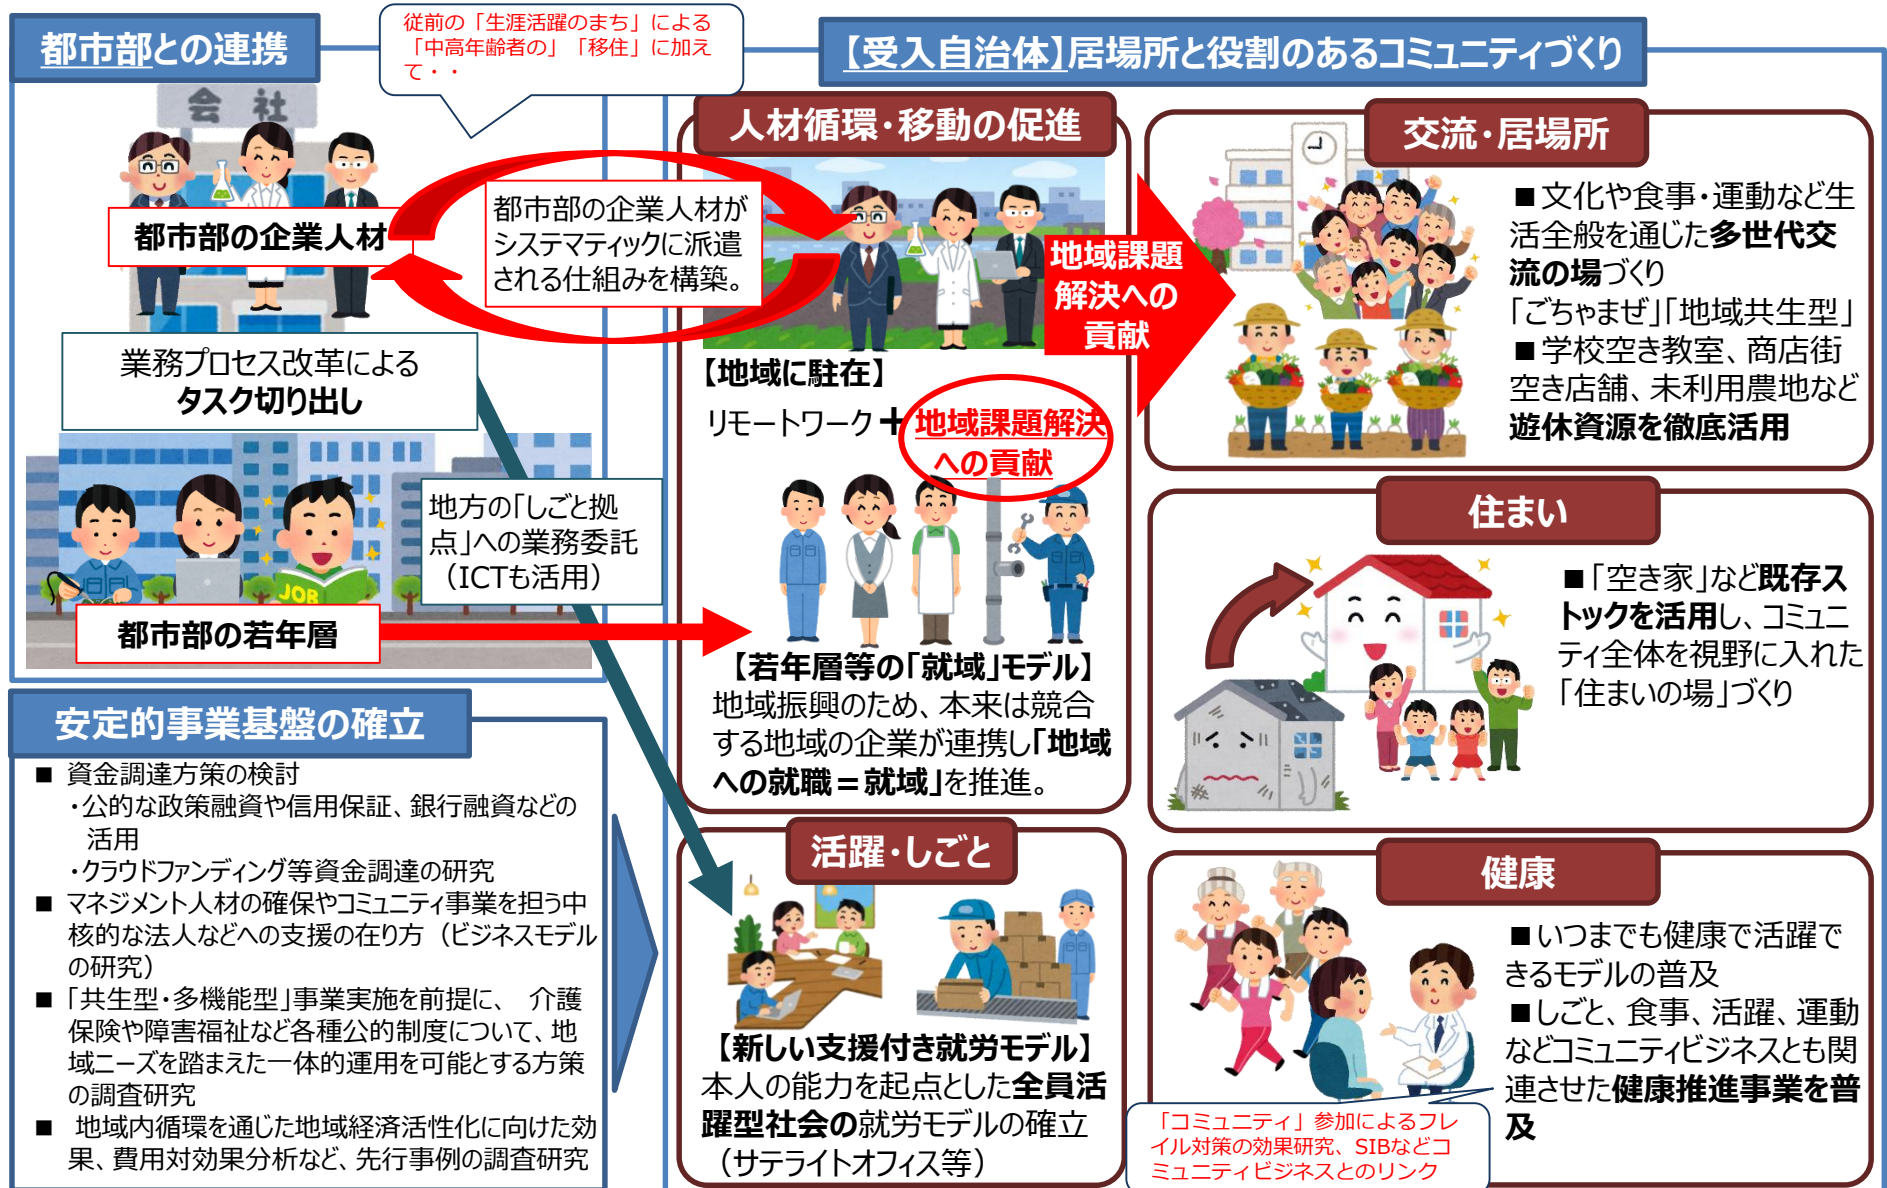 都市部との連携
従前の「生涯活躍のまち」による
「中高年齢者の」「移住」に加え
て・・
会 社
都市部の企業人材
都市部の企業人材が
システマティックに派遣
される仕組みを構築。
業務プロセス改革による
タスク切り出し
地方の「しごと拠
点」への業務委託
（ICTも活用）
JOB
都市部の若年層
安定的事業基盤の確立
■ 資金調達方策の検討
・公的な政策融資や信用保証、銀行融資などの
活用
・クラウドファンディング等資金調達の研究
■ マネジメント人材の確保やコミュニティ事業を担う中
核的な法人などへの支援の在り方（ビジネスモデル
の研究）
■ 「共生型・多機能型」事業実施を前提に、 介護
保険や障害福祉など各種公的制度について、地
域ニーズを踏まえた一体的運用を可能とする方策
の調査研究
■ 地域内循環を通じた地域経済活性化に向けた効
果、費用対効果分析など、先行事例の調査研究
【受入自治体】居場所と役割のあるコミュニティづくり
人材循環・移動の促進
地域課題
解決への
貢献
【地域に駐在】
リモートワーク＋地域課題解決
への貢献
【若年層等の「就域」モデル】
地域振興のため、本来は競合
する地域の企業が連携し「地域
への就職＝就域」を推進。
活躍・しごと
【新しい支援付き就労モデル】
本人の能力を起点とした全員活
躍型社会の就労モデルの確立
（サテライトオフィス等）
交流・居場所
■文化や食事・運動など生
活全般を通じた多世代交
流の場づくり
「ごちゃまぜ」「地域共生型」
■学校空き教室、商店街
空き店舗、未利用農地など
遊休資源を徹底活用
住まい
■「空き家」など既存ス
トックを活用し、コミュニ
ティ全体を視野に入れた
「住まいの場」づくり
健康
■いつまでも健康で活躍で
きるモデルの普及
■しごと、食事、活躍、運動
などコミュニティビジネスとも関
連させた健康推進事業を普
及
「コミュニティ」参加によるフレ
イル対策の効果研究、SIBなどコ
ミュニティビジネスとのリンク